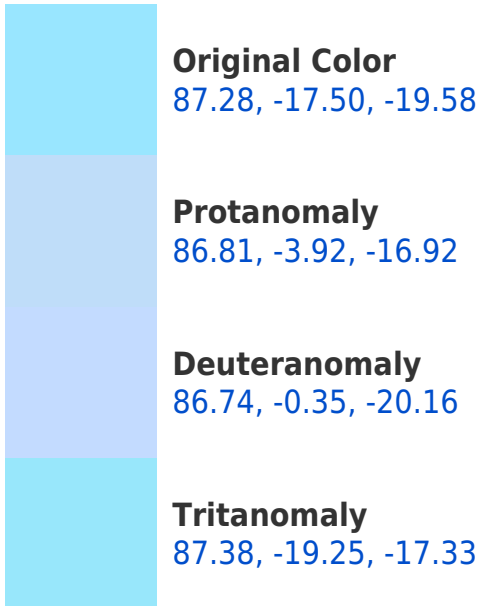 Original Color
87.28, -17.50, -19.58
Protanomaly
86.81, -3.92, -16.92
Deuteranomaly
86.74, -0.35, -20.16
Tritanomaly
87.38, -19.25, -17.33